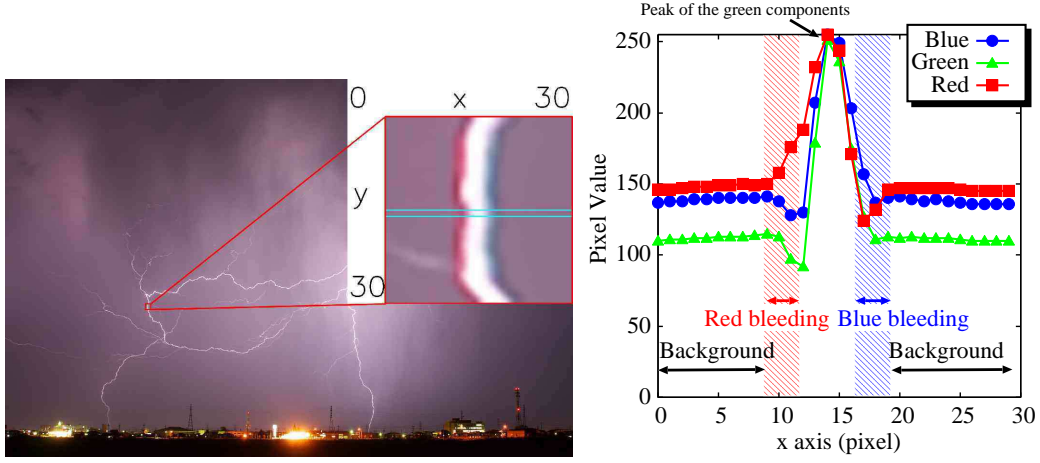 0 x 30
y
30
Peak of the green components
Blue
Green
Red
Pixel Value
250
200
150
100
50
0
Red bleeding
Blue bleeding
Background
Background
0 5 10 15 20 25 30
x axis (pixel)